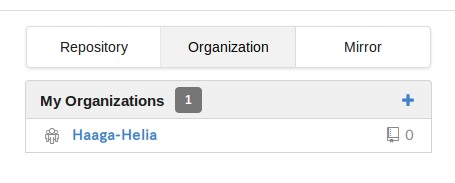 Repository Organization Mirror
My Organizations 1
Haaga-Helia 0